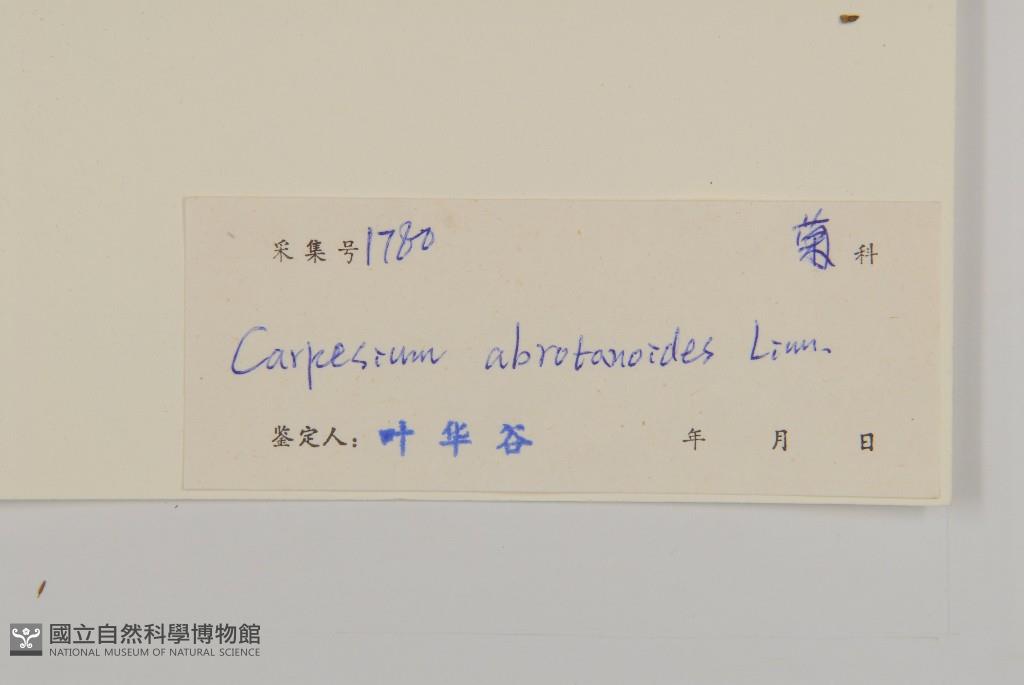 采集号1780 菊科
Carpesium abrotanoides Linn.
鉴定人：叶华谷 年 月 日
國立自然科學博物館
NATIONAL MUSEUM OF NATURAL SCIENCE